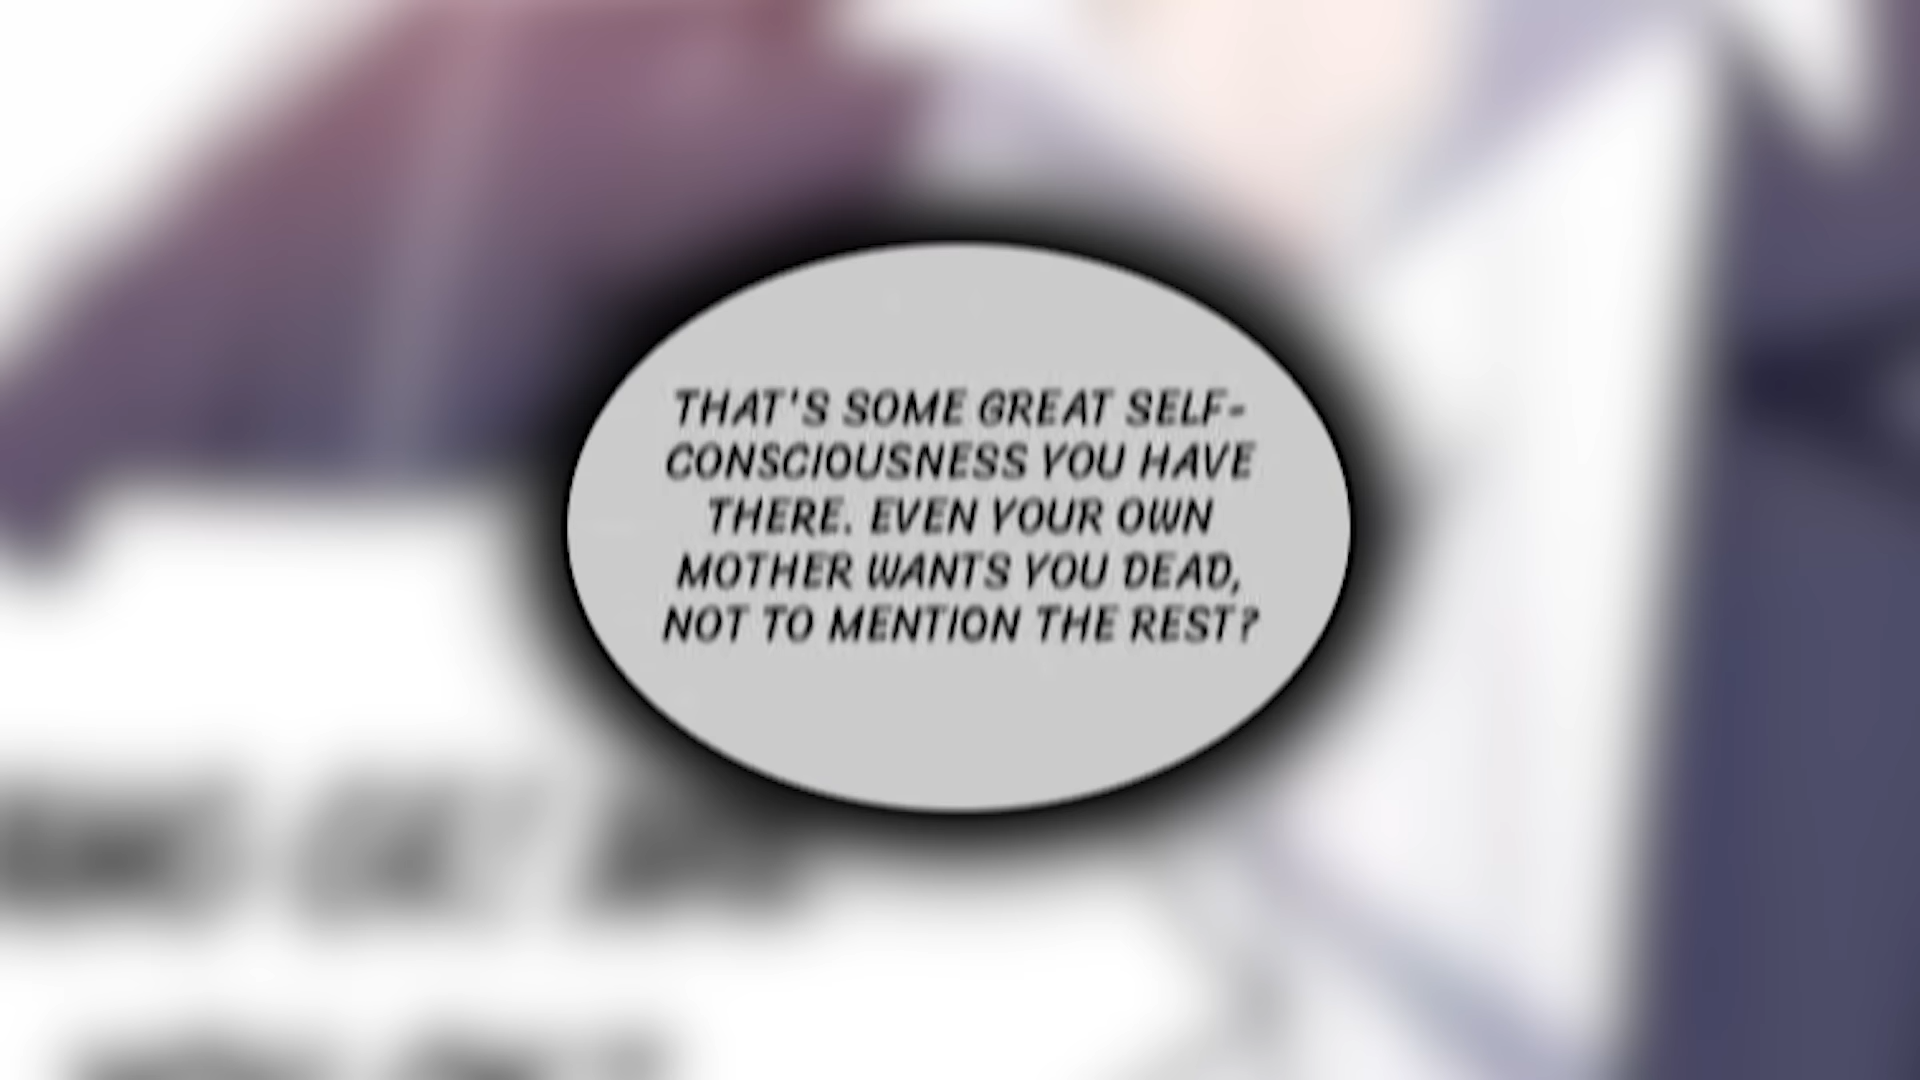 THAT'S SOME GREAT SELF-
CONSCIOUSNESS YOU HAVE
THERE. EVEN YOUR OWN
MOTHER WANTS YOU DEAD,
NOT TO MENTION THE REST?